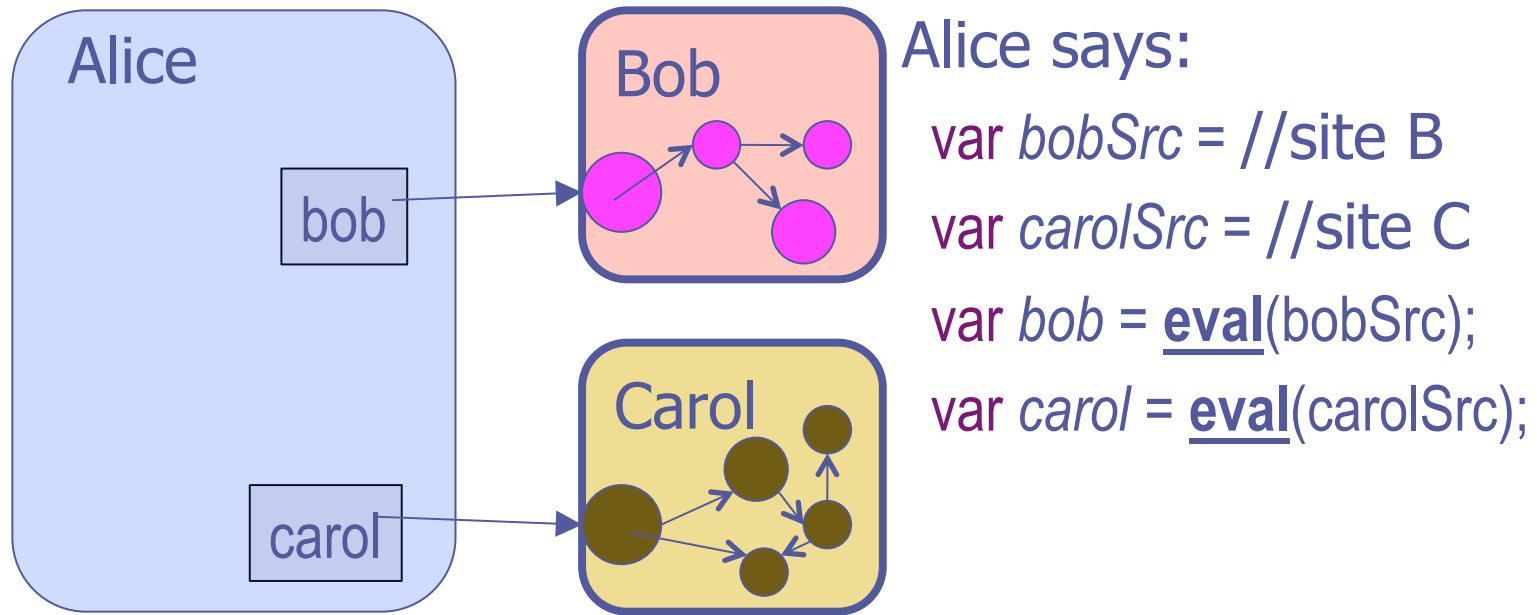 Alice
bob
carol
Bob
Carol
Alice says:
var bobSrc = //site B
var carolSrc = //site C
var bob = eval(bobSrc);
var carol = eval(carolSrc);